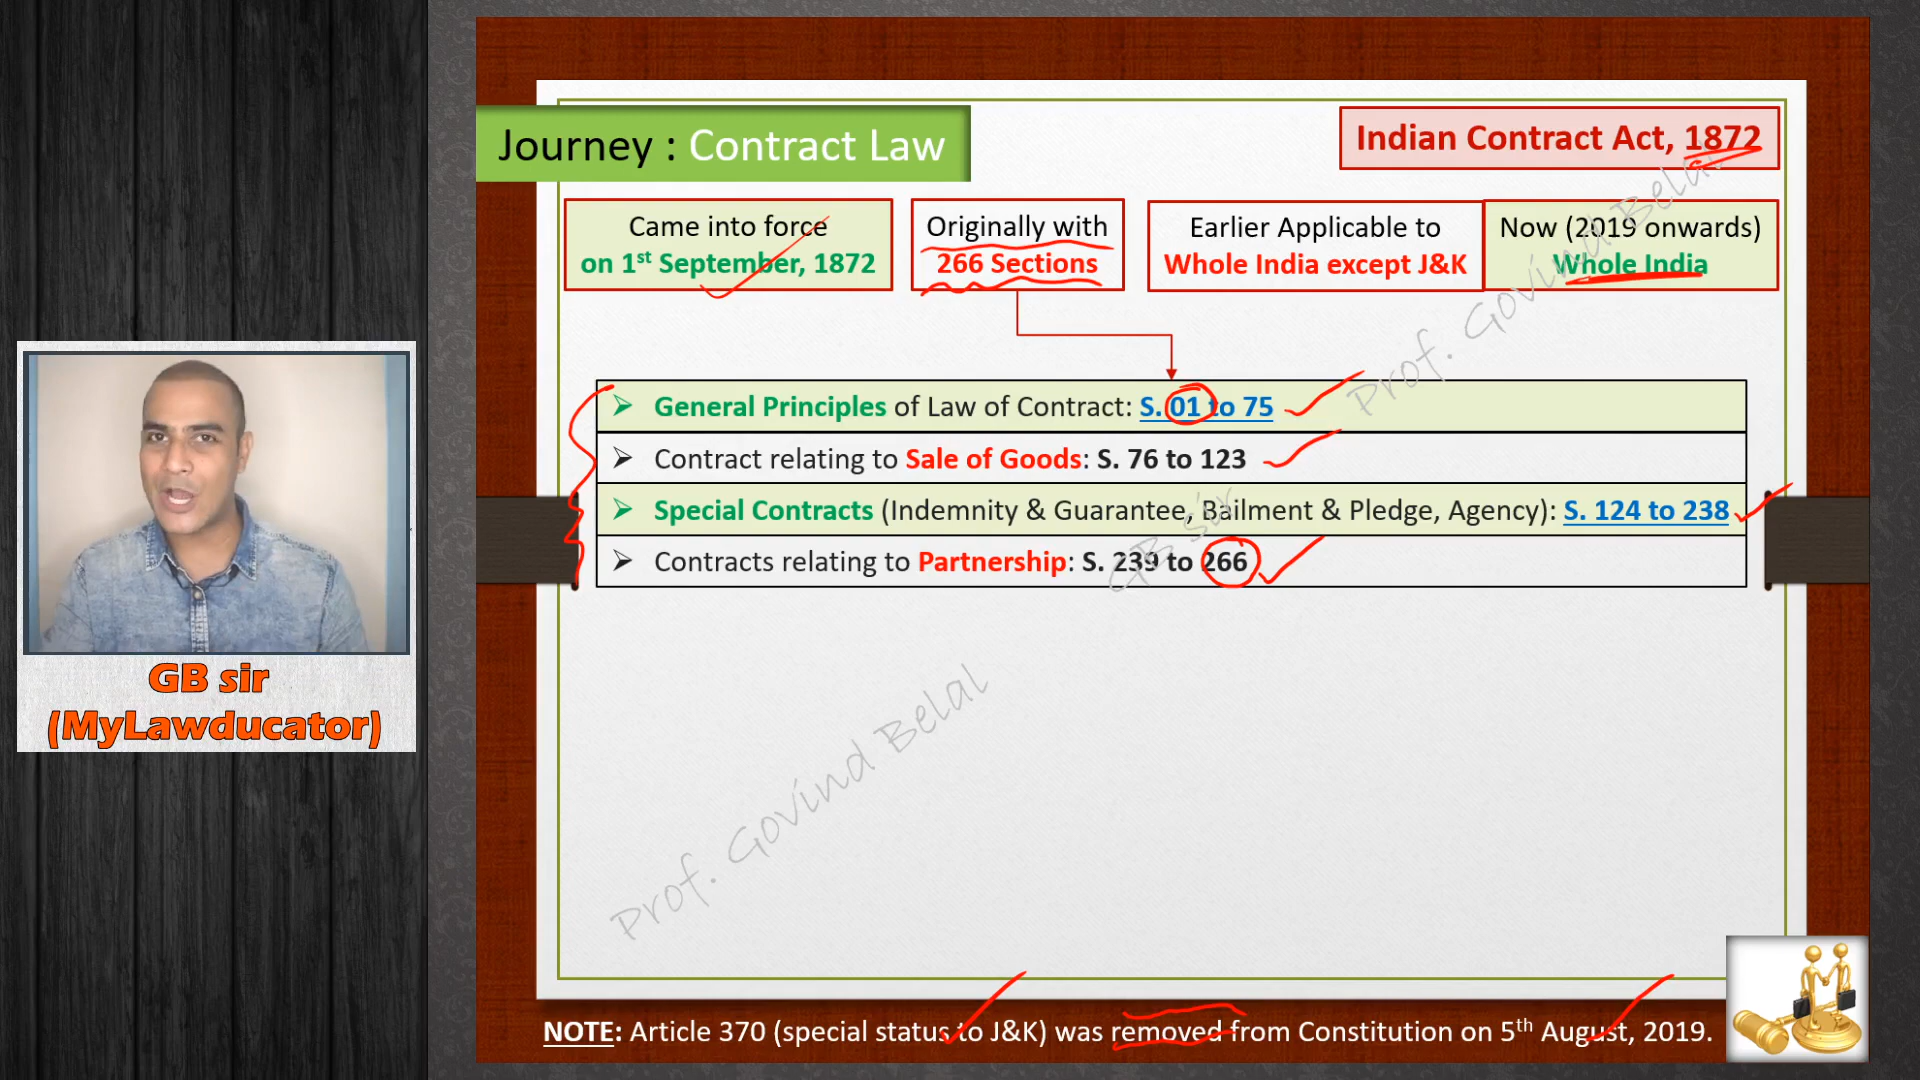 Journey : Contract Law
Indian Contract Act, 1872
Came into force
on 1st September, 1872
Originally with
266 Sections
Earlier Applicable to
Whole India except J&K
Now (2019 onwards)
Whole India
➢ General Principles of Law of Contract: S. 01 to 75
➢ Contract relating to Sale of Goods: S. 76 to 123
➢ Special Contracts (Indemnity & Guarantee, Bailment & Pledge, Agency): S. 124 to 238
➢ Contracts relating to Partnership: S. 239 to 266
Prof. Govind Belal
GB sir
Prof. Govind Belal
GB sir
(MyLawducator)
NOTE: Article 370 (special status to J&K) was removed from Constitution on 5th August, 2019.